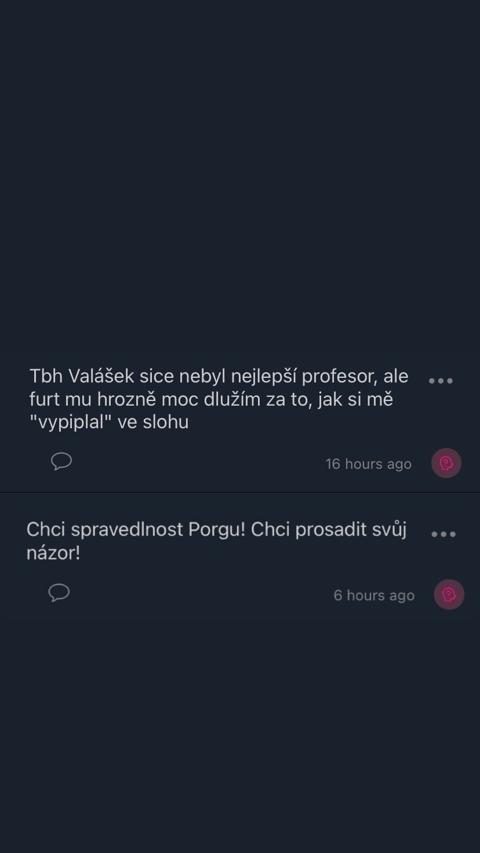 Tbh Valášek sice nebyl nejlepší profesor, ale
furt mu hrozně moc dlužím za to, jak si mě
"vypiplal" ve slohu
16 hours ago
Chci spravedlnost Porgu! Chci prosadit svůj
názor!
6 hours ago